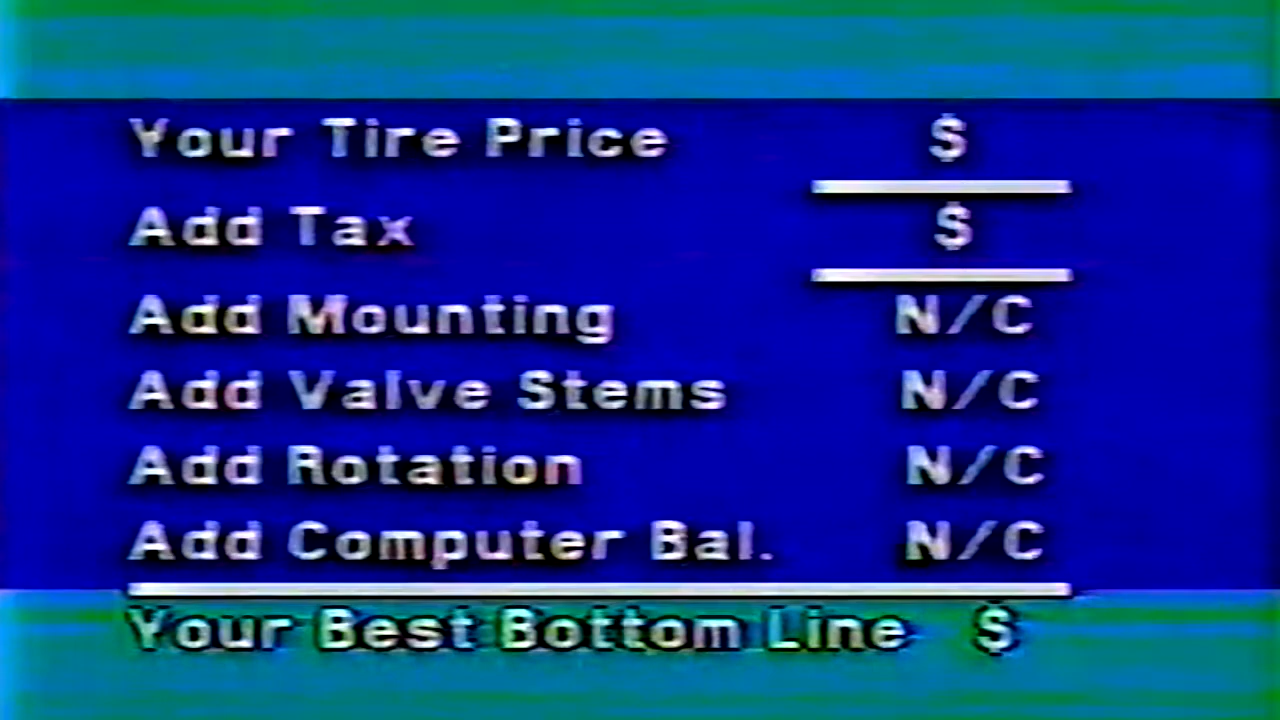 Your Tire Price $
Add Tax $
Add Mounting N/C
Add Valve Stems N/C
Add Rotation N/C
Add Computer Bal. N/C
Your Best Bottom Line $